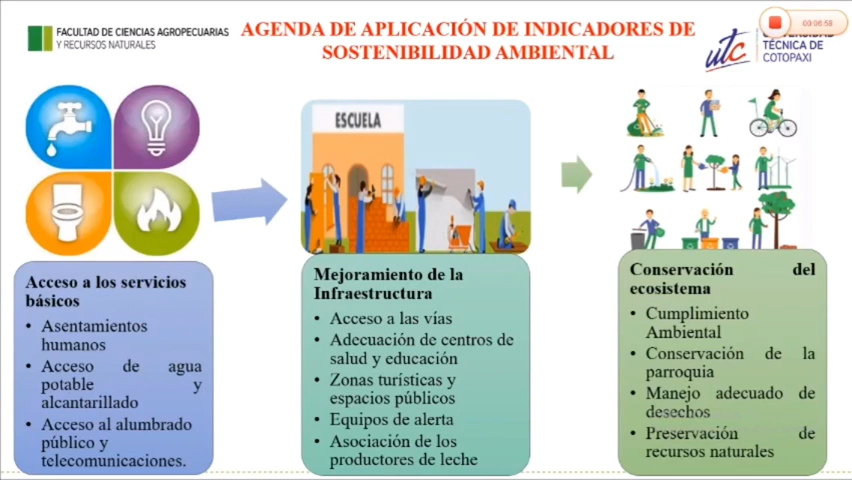 FACULTAD DE CIENCIAS AGROPECUARIAS
Y RECURSOS NATURALES
AGENDA DE APLICACIÓN DE INDICADORES DE
SOSTENIBILIDAD AMBIENTAL
00:06:58
utc
TÉCNICA DE
COTOPAXI
ESCUELA
Acceso a los servicios
básicos
• Asentamientos
humanos
• Acceso de agua
potable y
alcantarillado
• Acceso al alumbrado
público y
telecomunicaciones.
Mejoramiento de la
Infraestructura
• Acceso a las vías
• Adecuación de centros de
salud y educación
• Zonas turísticas y
espacios públicos
• Equipos de alerta
• Asociación de los
productores de leche
Conservación del
ecosistema
• Cumplimiento
Ambiental
• Conservación de la
parroquia
• Manejo adecuado de
desechos
• Preservación de
recursos naturales